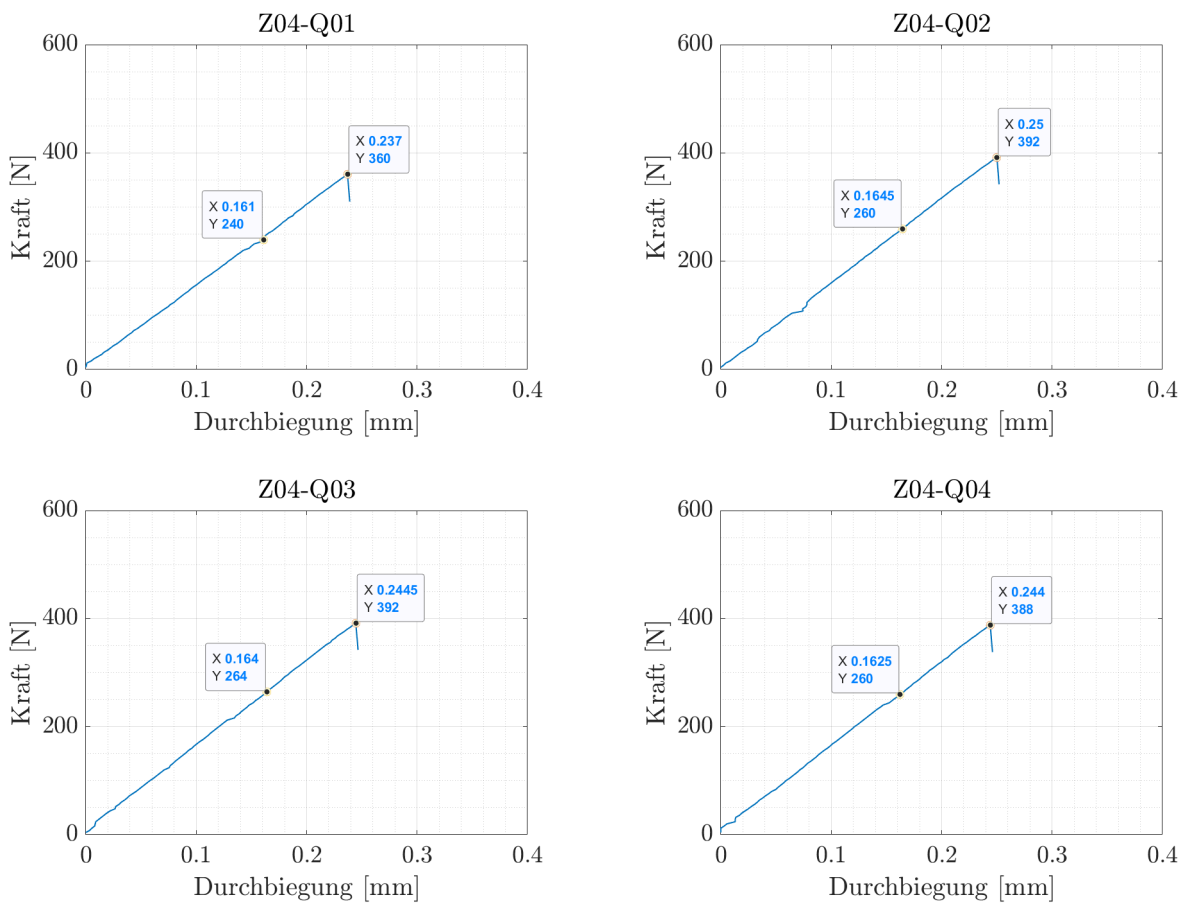 Z04-Q01
600
400
200
0
Kraft [N]
X 0.161
Y 240
X 0.237
Y 360
0 0.1 0.2 0.3 0.4
Durchbiegung [mm]
Z04-Q02
600
400
200
0
Kraft [N]
X 0.1645
Y 260
X 0.25
Y 392
0 0.1 0.2 0.3 0.4
Durchbiegung [mm]
Z04-Q03
600
400
200
0
Kraft [N]
X 0.164
Y 264
X 0.2445
Y 392
0 0.1 0.2 0.3 0.4
Durchbiegung [mm]
Z04-Q04
600
400
200
0
Kraft [N]
X 0.1625
Y 260
X 0.244
Y 388
0 0.1 0.2 0.3 0.4
Durchbiegung [mm]